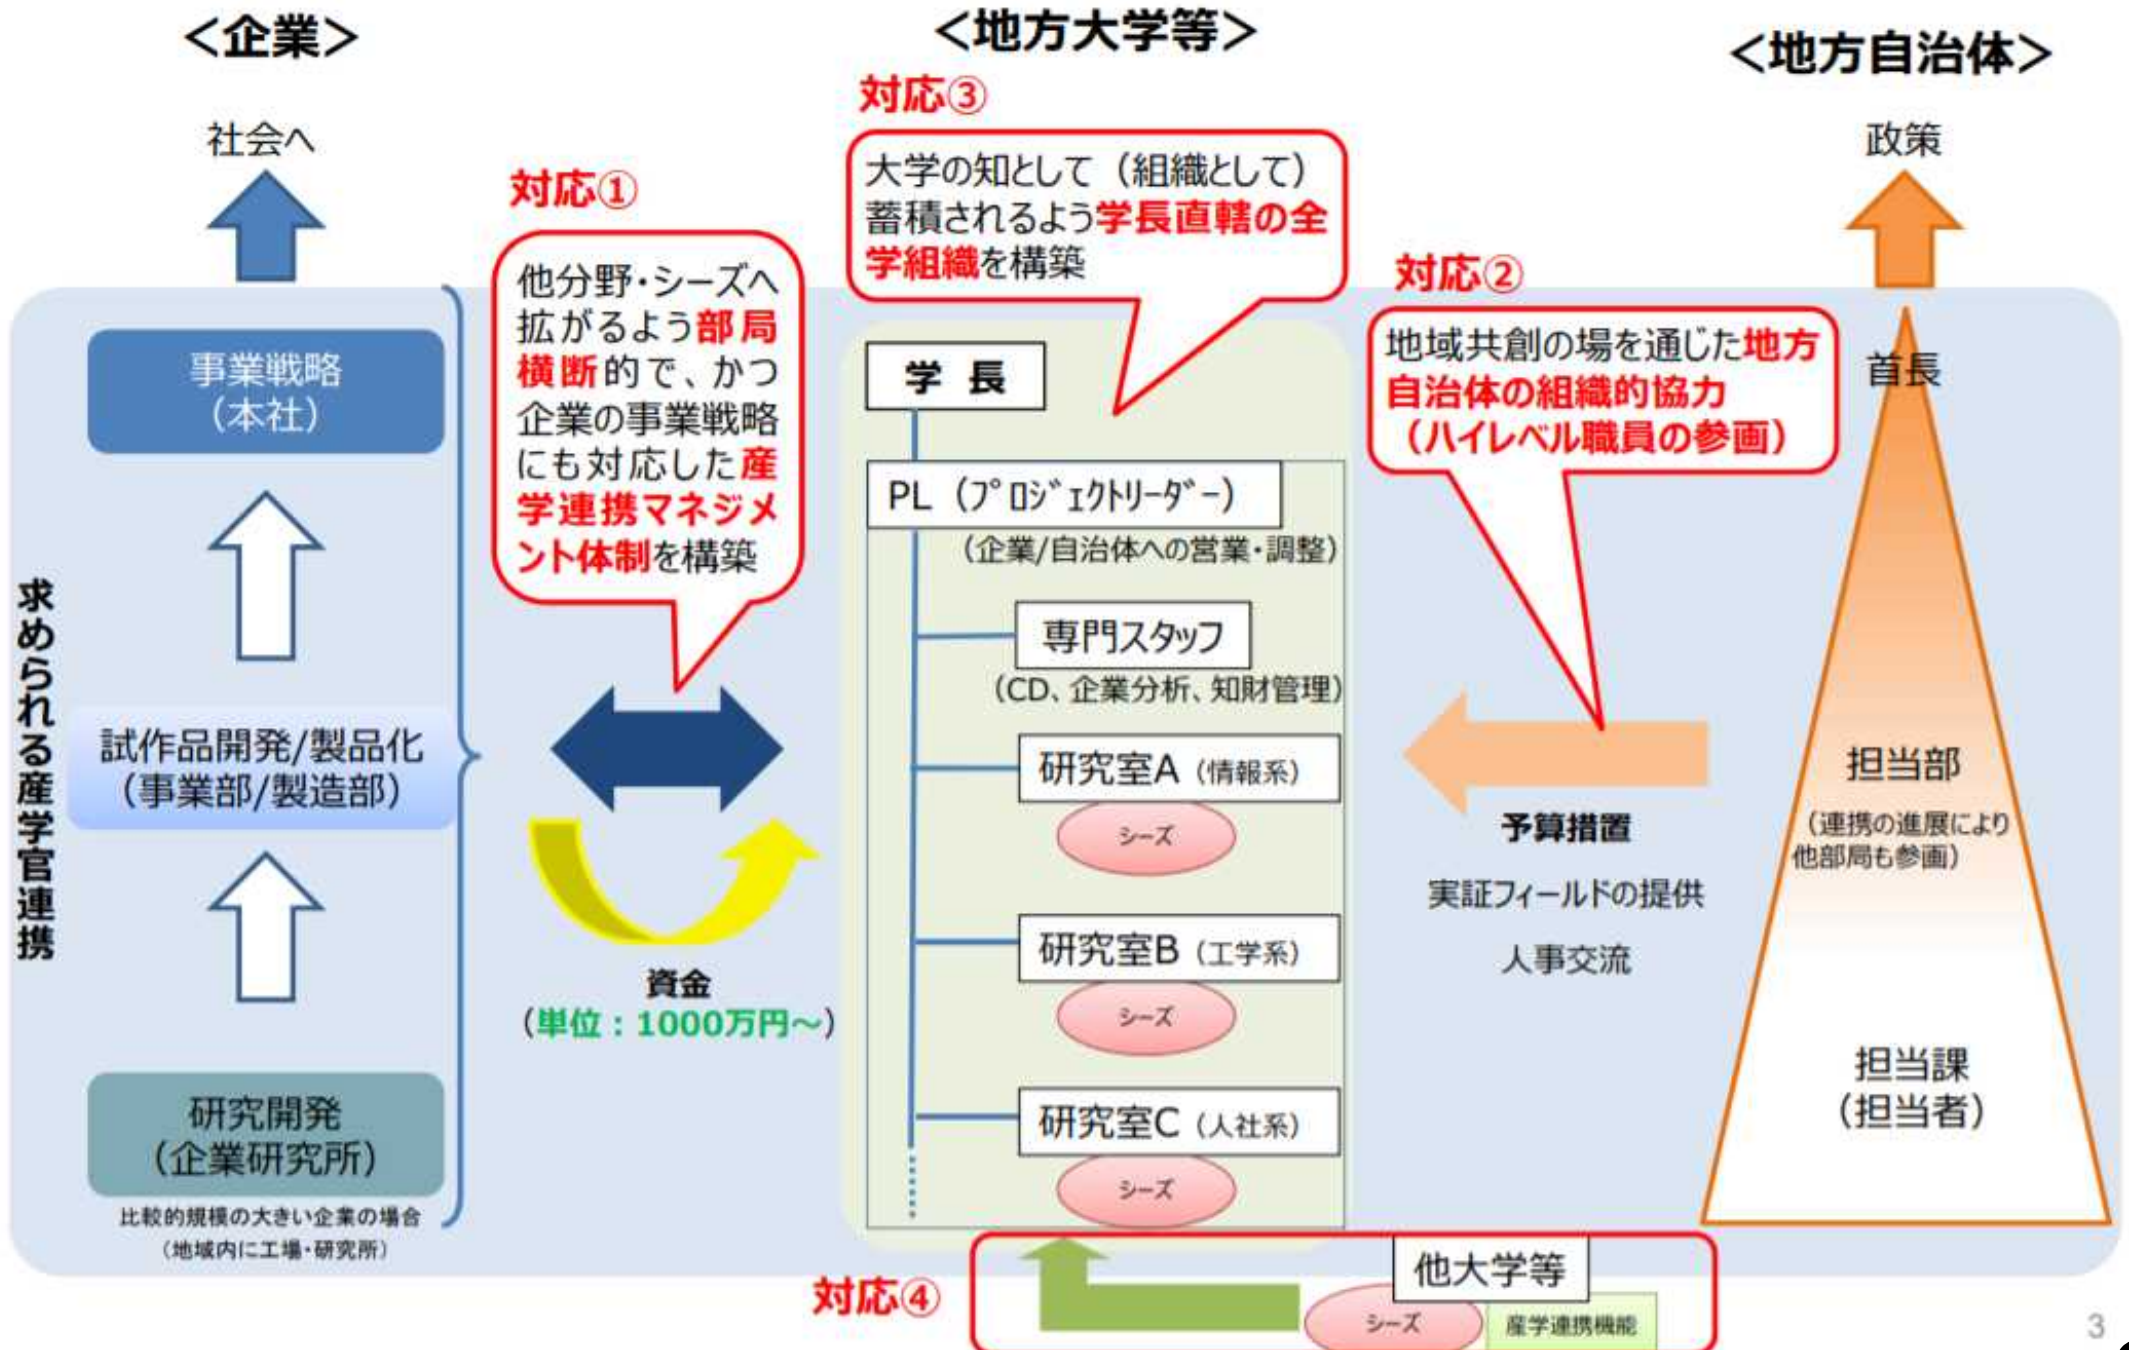 ＜企業＞
＜地方大学等＞
＜地方自治体＞
社会へ
対応①
他分野・シーズへ
拡がるよう部局
横断的で、かつ
企業の事業戦略
にも対応した産
学連携マネジメ
ント体制を構築
対応③
大学の知として（組織として）
蓄積されるよう学長直轄の全
学組織を構築
対応②
地域共創の場を通じた地方
自治体の組織的協力
（ハイレベル職員の参画）
政策
求められる産学官連携
事業戦略
（本社）
試作品開発/製品化
（事業部/製造部）
研究開発
（企業研究所）
比較的規模の大きい企業の場合
（地域内に工場・研究所）
資金
（単位：1000万円～）
学 長
PL（ﾌﾟﾛｼﾞｪｸﾄﾘｰﾀﾞｰ）
（企業/自治体への営業・調整）
専門スタッフ
（CD、企業分析、知財管理）
研究室A（情報系）
シーズ
研究室B（工学系）
シーズ
研究室C（人社系）
シーズ
予算措置
実証フィールドの提供
人事交流
首長
担当部
（連携の進展により
他部局も参画）
担当課
（担当者）
対応④
他大学等
シーズ
産学連携機能
3